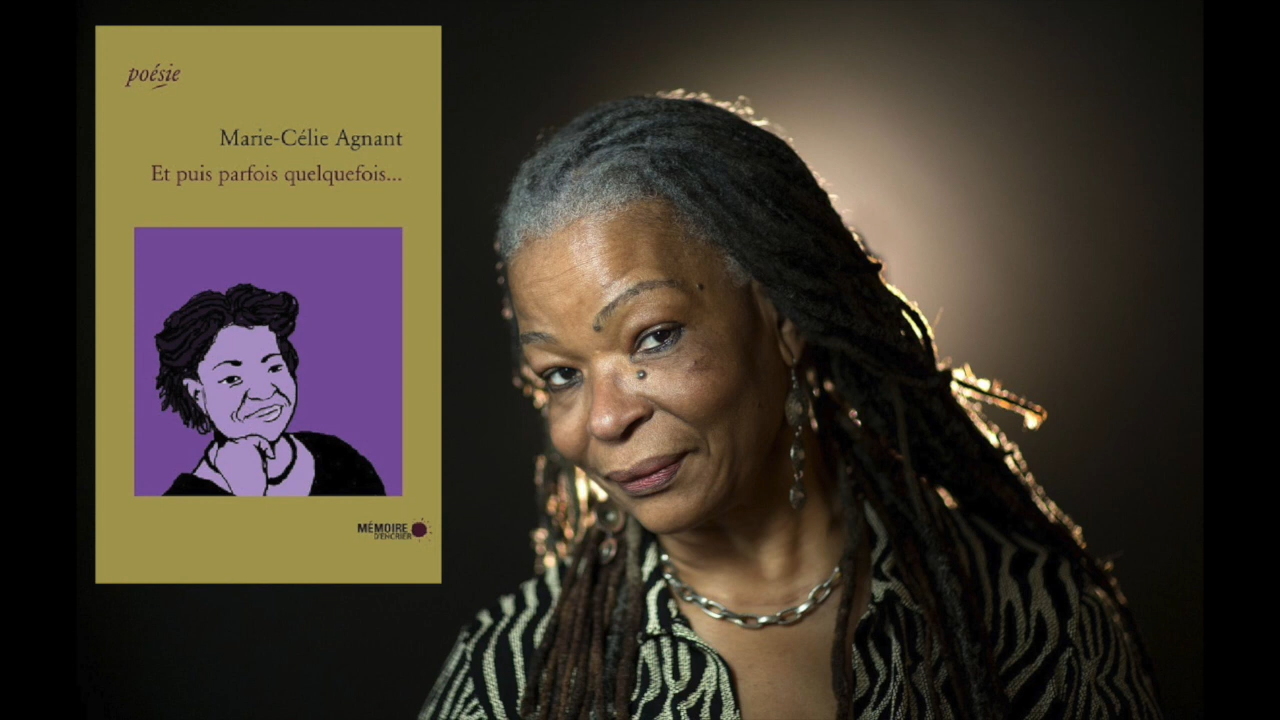 poésie
Marie-Célie Agnant
Et puis parfois quelquefois...
MÉMOIRE
D'ENCRIER